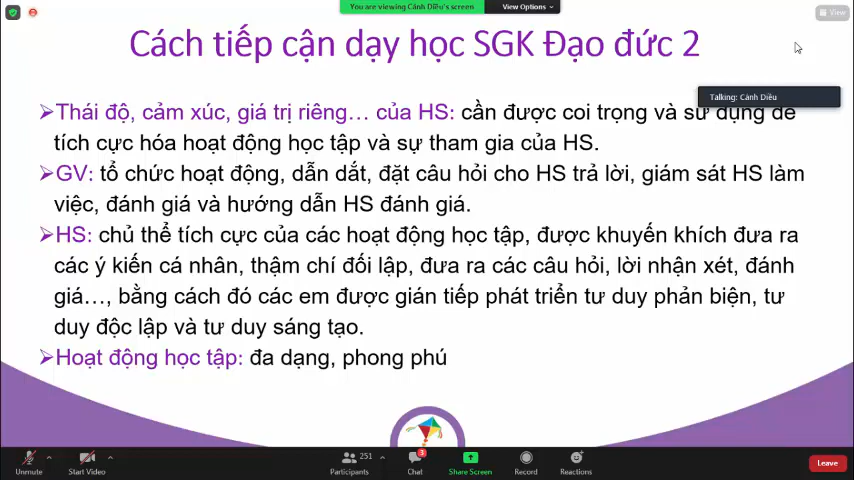 You are viewing Cánh Diều's screen
View Options
View
Cách tiếp cận dạy học SGK Đạo đức 2
Talking: Cánh Diều
Thái độ, cảm xúc, giá trị riêng… của HS: cần được coi trọng và sử dụng để
tích cực hóa hoạt động học tập và sự tham gia của HS.
GV: tổ chức hoạt động, dẫn dắt, đặt câu hỏi cho HS trả lời, giám sát HS làm
việc, đánh giá và hướng dẫn HS đánh giá.
HS: chủ thể tích cực của các hoạt động học tập, được khuyến khích đưa ra
các ý kiến cá nhân, thậm chí đối lập, đưa ra các câu hỏi, lời nhận xét, đánh
giá…, bằng cách đó các em được gián tiếp phát triển tư duy phản biện, tư
duy độc lập và tư duy sáng tạo.
Hoạt động học tập: đa dạng, phong phú
Unmute
Start Video
251
Participants
3
Chat
Share Screen
Record
Reactions
Leave